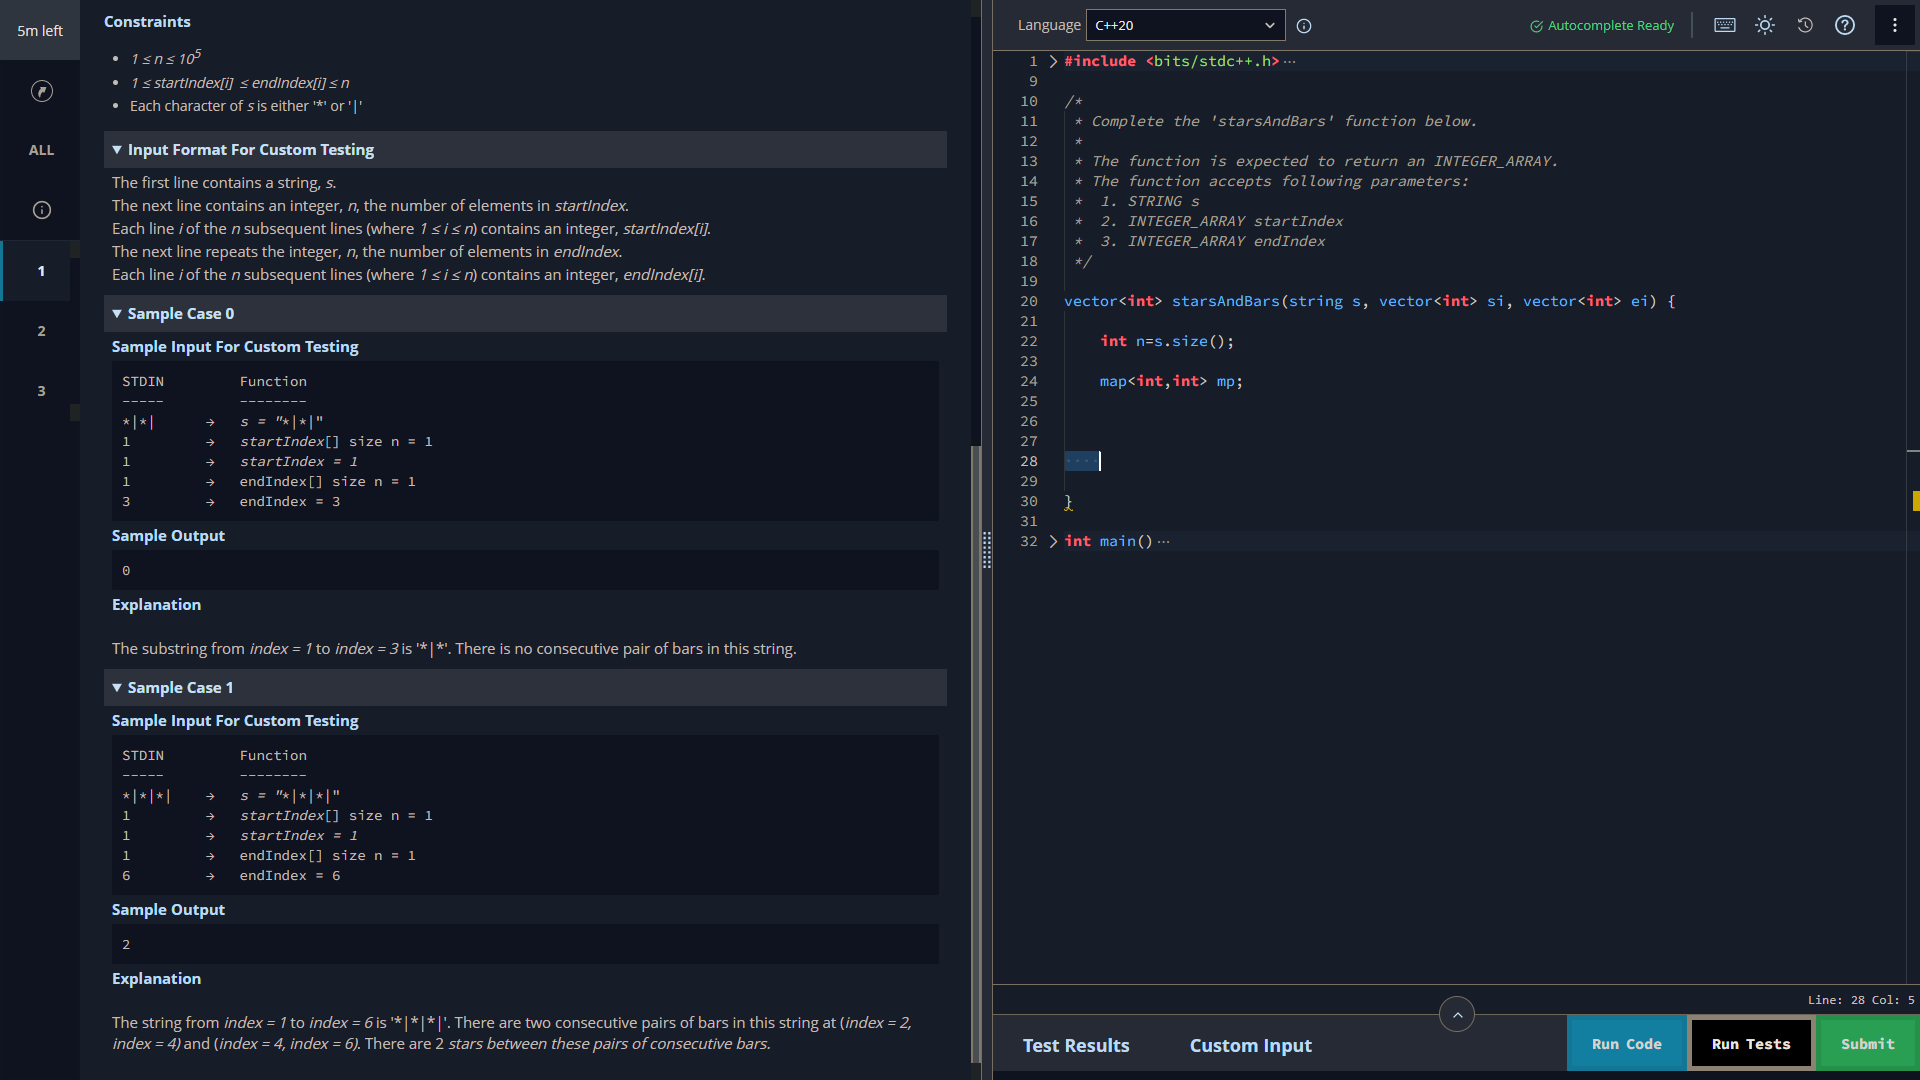 5m left
ALL
1
2
3
Constraints
• 1 ≤ n ≤ 10^5
• 1 ≤ startIndex[i] ≤ endIndex[i] ≤ n
• Each character of s is either '*' or '|'
▼ Input Format For Custom Testing
The first line contains a string, s.
The next line contains an integer, n, the number of elements in startIndex.
Each line i of the n subsequent lines (where 1 ≤ i ≤ n) contains an integer, startIndex[i].
The next line repeats the integer, n, the number of elements in endIndex.
Each line i of the n subsequent lines (where 1 ≤ i ≤ n) contains an integer, endIndex[i].
▼ Sample Case 0
Sample Input For Custom Testing
STDIN Function
----- --------
*|*| → s = "*|*|"
1 → startIndex[] size n = 1
1 → startIndex = 1
1 → endIndex[] size n = 1
3 → endIndex = 3
Sample Output
0
Explanation
The substring from index = 1 to index = 3 is '*|*'. There is no consecutive pair of bars in this string.
▼ Sample Case 1
Sample Input For Custom Testing
STDIN Function
----- --------
*|*|*| → s = "*|*|*|"
1 → startIndex[] size n = 1
1 → startIndex = 1
1 → endIndex[] size n = 1
6 → endIndex = 6
Sample Output
2
Explanation
The string from index = 1 to index = 6 is '*|*|*|'. There are two consecutive pairs of bars in this string at (index = 2,
index = 4) and (index = 4, index = 6). There are 2 stars between these pairs of consecutive bars.
Language C++20
Autocomplete Ready
1 #include <bits/stdc++.h>···
9
10 /*
11 * Complete the 'starsAndBars' function below.
12 *
13 * The function is expected to return an INTEGER_ARRAY.
14 * The function accepts following parameters:
15 * 1. STRING s
16 * 2. INTEGER_ARRAY startIndex
17 * 3. INTEGER_ARRAY endIndex
18 */
19
20 vector<int> starsAndBars(string s, vector<int> si, vector<int> ei) {
21
22 int n=s.size();
23
24 map<int,int> mp;
25
26
27
28 ····
29
30 }
31
32 int main()···
Line: 28 Col: 5
Test Results Custom Input
Run Code Run Tests Submit